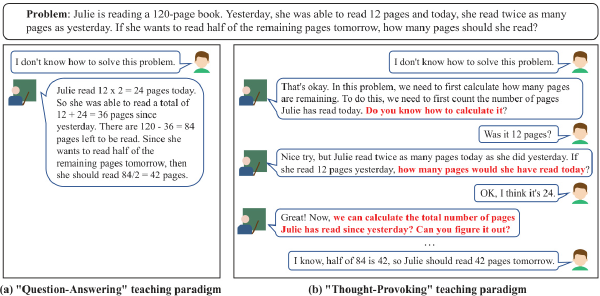 Problem: Julie is reading a 120-page book. Yesterday, she was able to read 12 pages and today, she read twice as many
pages as yesterday. If she wants to read half of the remaining pages tomorrow, how many pages should she read?
I don't know how to solve this problem.
Julie read 12 x 2 = 24 pages today.
So she was able to read a total of
12 + 24 = 36 pages since
yesterday. There are 120 - 36 = 84
pages left to be read. Since she
wants to read half of the
remaining pages tomorrow, then
she should read 84/2 = 42 pages.
(a) "Question-Answering" teaching paradigm
I don't know how to solve this problem.
That's okay. In this problem, we need to first calculate how many pages
are remaining. To do this, we need to first count the number of pages
Julie has read today. Do you know how to calculate it?
Was it 12 pages?
Nice try, but Julie read twice as many pages today as she did yesterday. If
she read 12 pages yesterday, how many pages would she have read today?
OK, I think it's 24.
Great! Now, we can calculate the total number of pages
Julie has read since yesterday? Can you figure it out?
...
I know, half of 84 is 42, so Julie should read 42 pages tomorrow.
(b) "Thought-Provoking" teaching paradigm